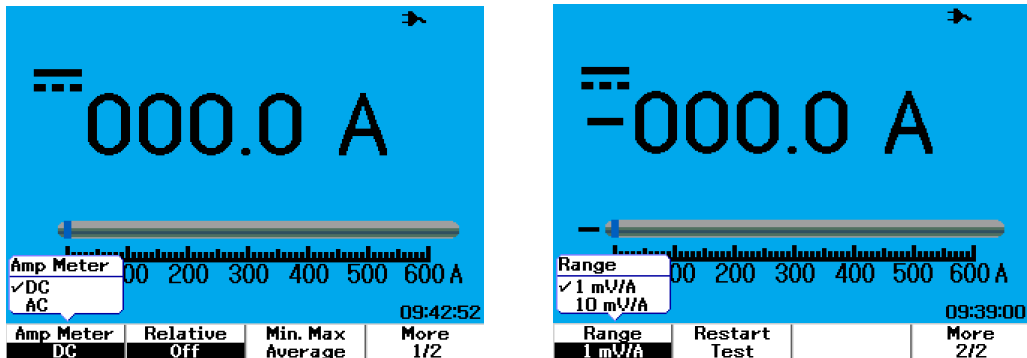 000.0 A
00 200 300 400 500 600 A
Amp Meter
✓DC
AC
09:42:52
Amp Meter Relative Min. Max More
DC Off Average 1/2
-000.0 A
00 200 300 400 500 600 A
Range
✓1 mV/A
10 mV/A
09:39:00
Range Restart More
1 mV/A Test 2/2